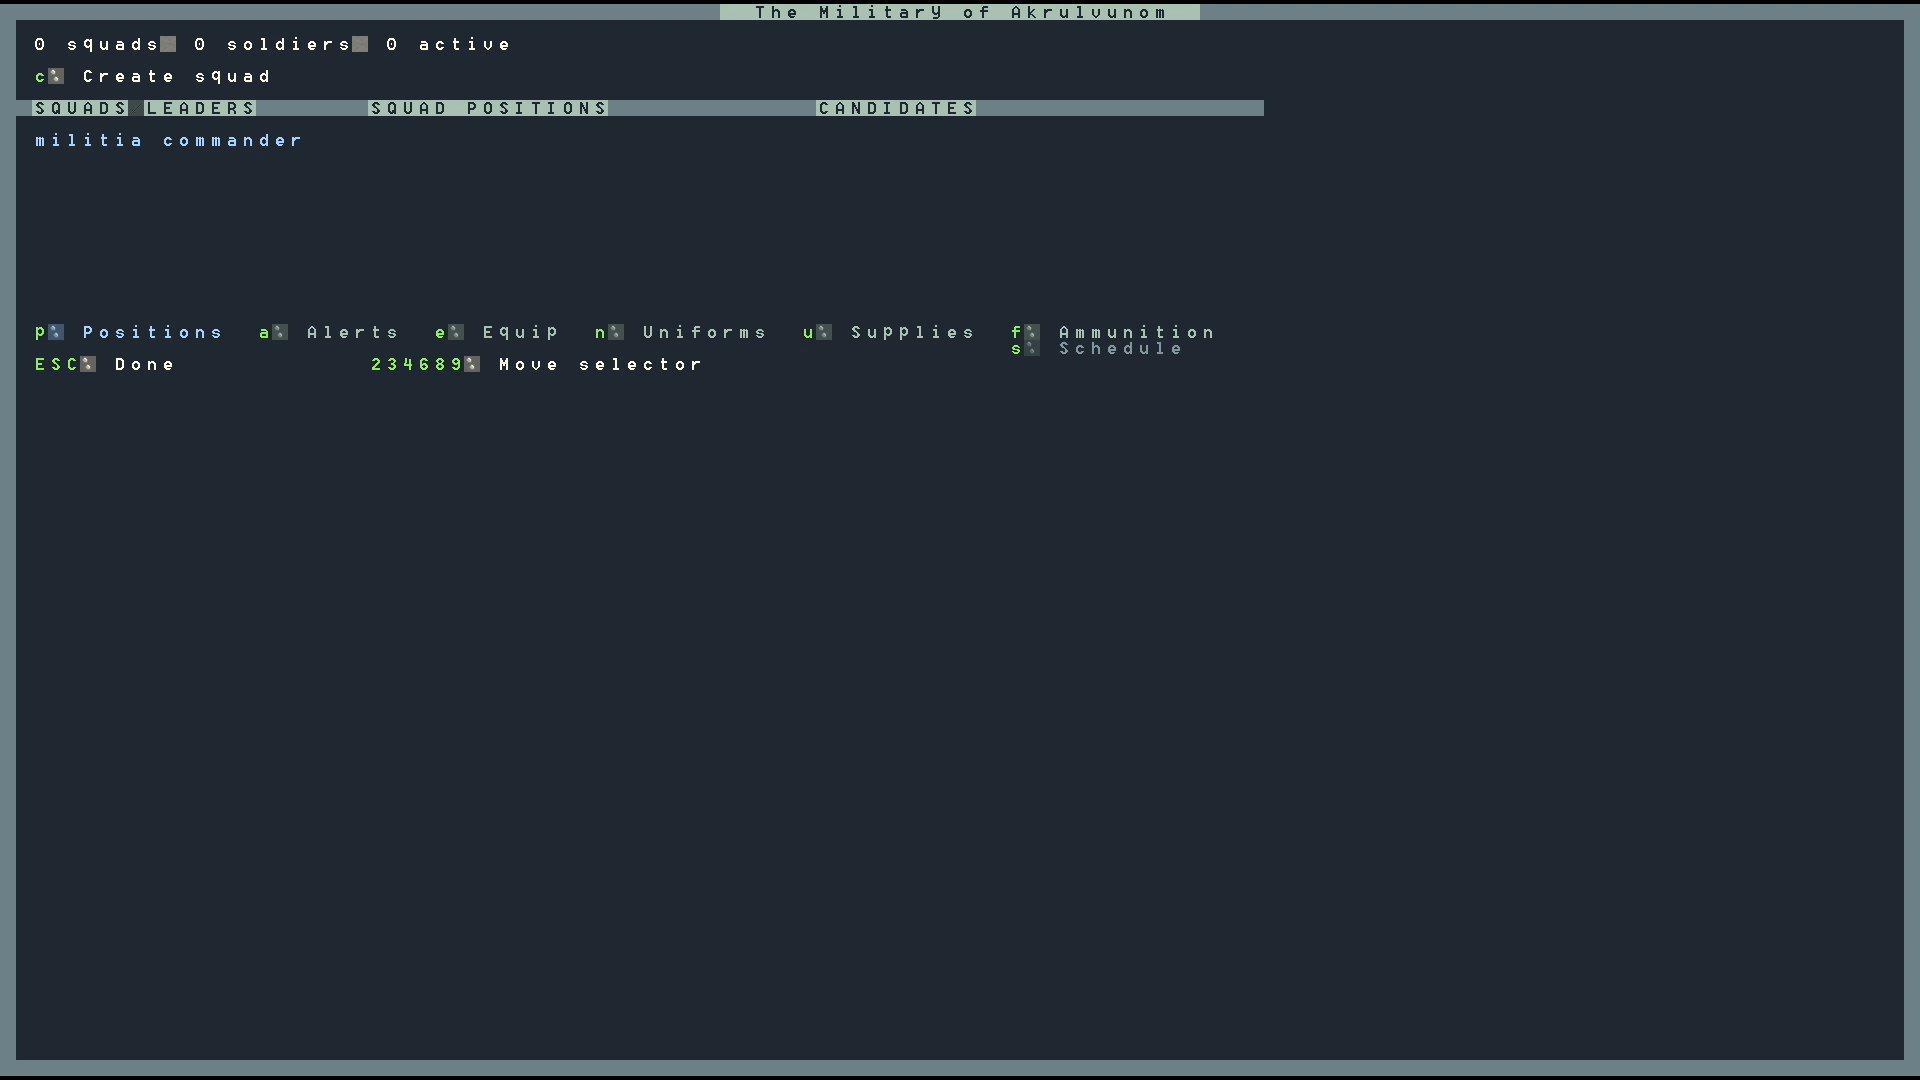 The Military of Akrulvunom
0 squads 0 soldiers 0 active
c Create squad
SQUADS LEADERS SQUAD POSITIONS CANDIDATES
militia commander
p Positions a Alerts e Equip n Uniforms u Supplies f Ammunition
s Schedule
ESC Done 234689 Move selector